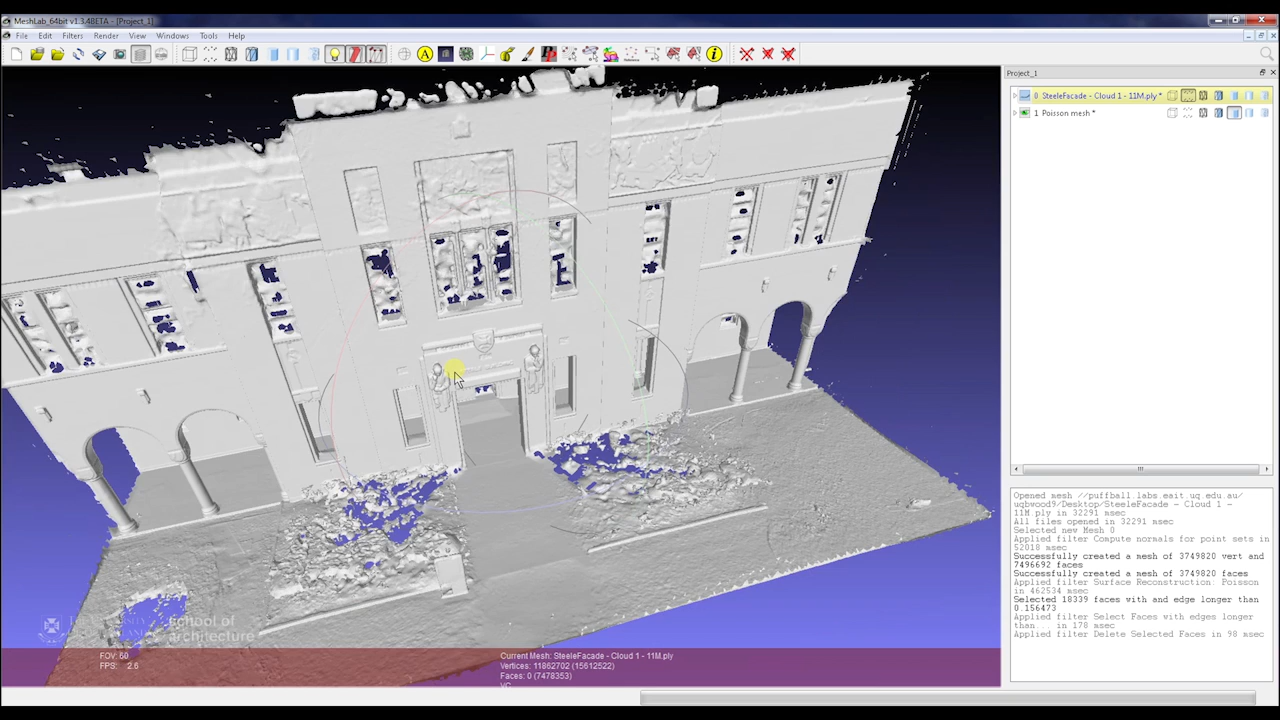 MeshLab_64bit v1.3.4BETA - [Project_1]
File Edit Filters Render View Windows Tools Help
Project_1
0 SteeleFacade - Cloud 1 - 11M.ply *
1 Poisson mesh *
Opened mesh //puffball.labs.eait.uq.edu.au/
uqbwood9/Desktop/SteeleFacade - Cloud 1 -
11M.ply in 32291 msec
All files opened in 32291 msec
Selected new Mesh 0
Applied filter Compute normals for point sets in
52018 msec
Successfully created a mesh of 3749820 vert and
7496692 faces
Successfully created a mesh of 3749820 faces
Applied filter Surface Reconstruction: Poisson
in 462534 msec
Selected 18339 faces with and edge longer than
0.156473
Applied filter Select Faces with edges longer
than... in 178 msec
Applied filter Delete Selected Faces in 98 msec
school of
architecture
FOV: 60
FPS: 2.6
Current Mesh: SteeleFacade - Cloud 1 - 11M.ply
Vertices: 11862702 (15612522)
Faces: 0 (7478353)
VC